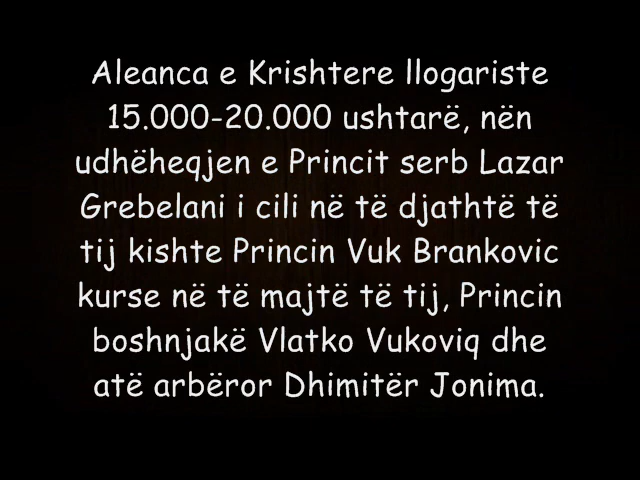 Aleanca e Krishtere llogariste
15.000-20.000 ushtarë, nën
udhëheqjen e Princit serb Lazar
Grebelani i cili në të djathtë të
tij kishte Princin Vuk Brankovic
kurse në të majtë të tij, Princin
boshnjakë Vlatko Vukoviq dhe
atë arbëror Dhimitër Jonima.